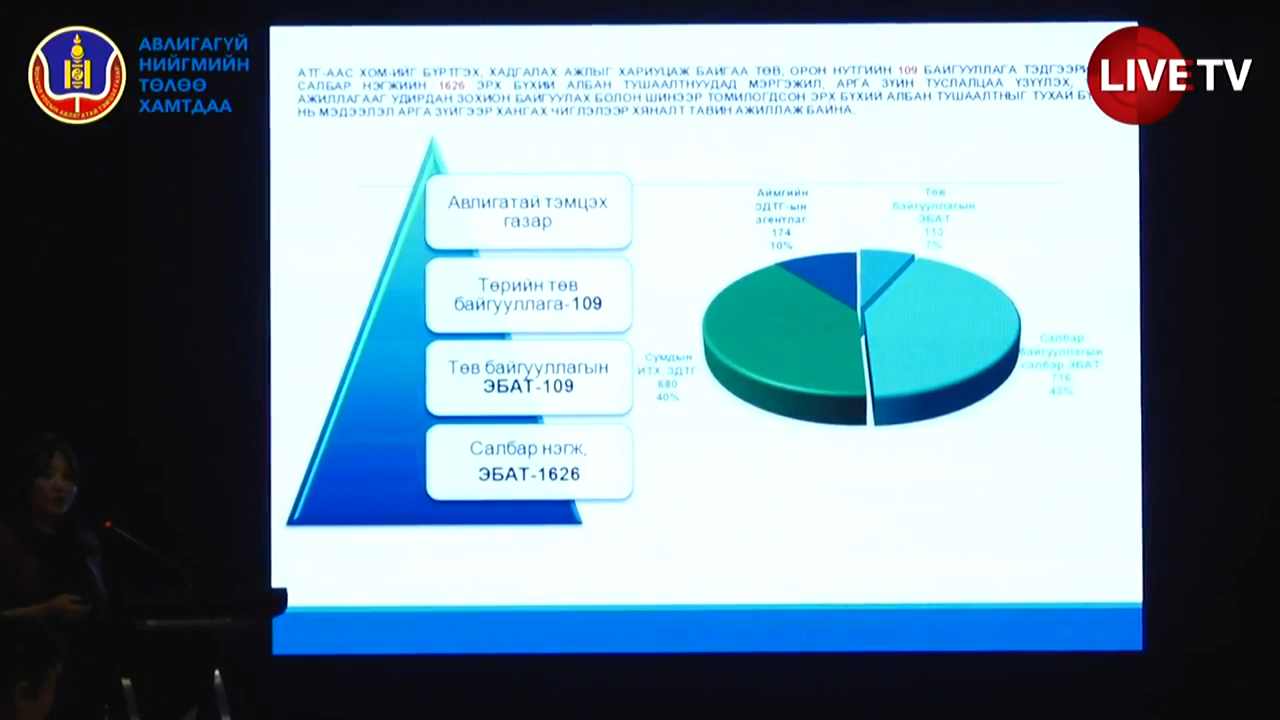 АВЛИГАГҮЙ
НИЙГМИЙН
ТӨЛӨӨ
ХАМТДАА
LIVE TV
АТГ-ААС ХОМ-ИЙГ БҮРТГЭХ, ХАДГАЛАХ АЖЛЫГ ХАРИУЦАЖ БАЙГАА ТӨВ, ОРОН НУТГИЙН 109 БАЙГУУЛЛАГА
САЛБАР НЭГЖИЙН 1626 ЭРХ БҮХИЙ АЛБАН ТУШААЛТНУУДАД МЭРГЭЖИЛ, АРГА ЗҮЙН ТУСЛАЛЦАА ҮЗҮҮЛЭХ,
АЖИЛЛАГААГ УДИРДАН ЗОХИОН БАЙГУУЛАХ БОЛОН ШИНЭЭР ТОМИЛОГДСОН ЭРХ БҮХИЙ АЛБАН ТУШААЛТНЫГ ТУХАЙ
НЬ МЭДЭЭЛЭЛ АРГА ЗҮЙГЭЭР ХАНГАХ ЧИГЛЭЛЭЭР ХЯНАЛТ ТАВИН АЖИЛЛАЖ БАЙНА.
Авлигатай тэмцэх
газар
Төрийн төв
байгууллага-109
Төв байгууллагын
ЭБАТ-109
Салбар нэгж,
ЭБАТ-1626
Аймгийн
ЗДТГ-ын
агентлаг
174
10%
Төв
байгууллагын
ЭБАТ
113
7%
Сумдын
ИТХ, ЗДТГ
680
40%
Салбар
байгууллагын
салбар ЭБАТ
716
43%